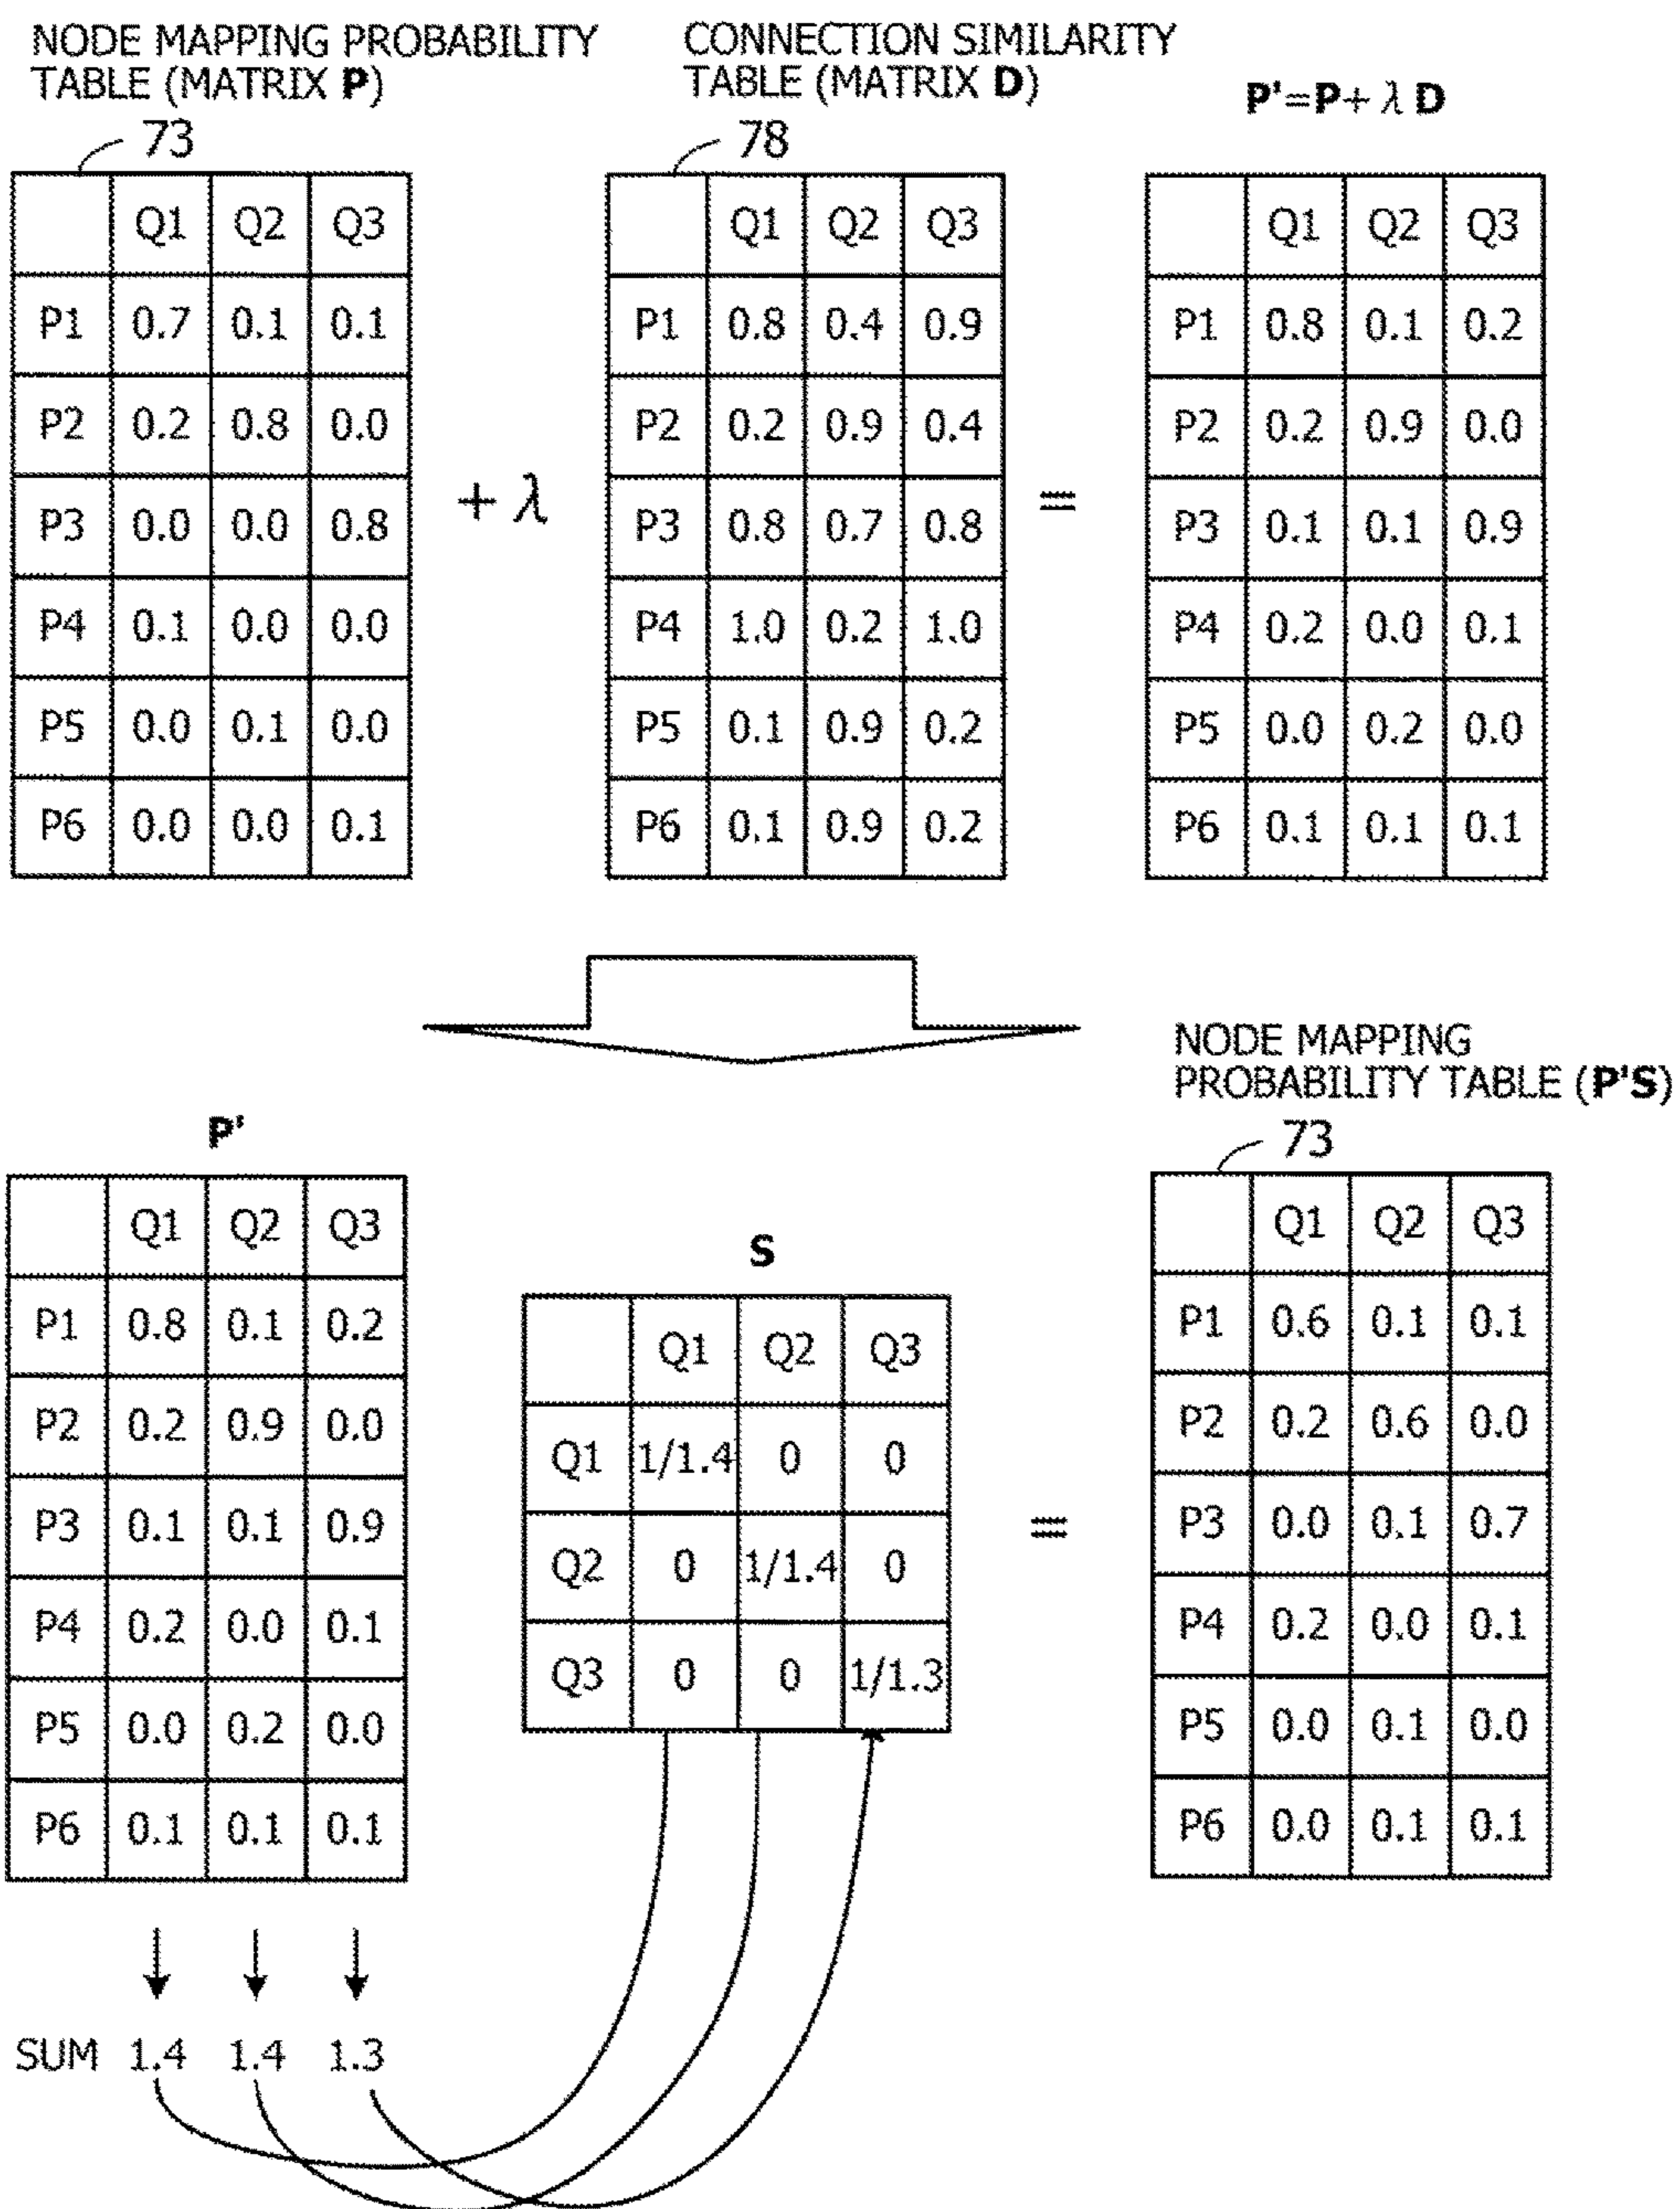 NODE MAPPING PROBABILITY
TABLE (MATRIX P)
73
Q1 Q2 Q3
P1 0.7 0.1 0.1
P2 0.2 0.8 0.0
P3 0.0 0.0 0.8
P4 0.1 0.0 0.0
P5 0.0 0.1 0.0
P6 0.0 0.0 0.1
+ λ
CONNECTION SIMILARITY
TABLE (MATRIX D)
78
Q1 Q2 Q3
P1 0.8 0.4 0.9
P2 0.2 0.9 0.4
P3 0.8 0.7 0.8
P4 1.0 0.2 1.0
P5 0.1 0.9 0.2
P6 0.1 0.9 0.2
=
P'=P+ λ D
Q1 Q2 Q3
P1 0.8 0.1 0.2
P2 0.2 0.9 0.0
P3 0.1 0.1 0.9
P4 0.2 0.0 0.1
P5 0.0 0.2 0.0
P6 0.1 0.1 0.1
P'
Q1 Q2 Q3
P1 0.8 0.1 0.2
P2 0.2 0.9 0.0
P3 0.1 0.1 0.9
P4 0.2 0.0 0.1
P5 0.0 0.2 0.0
P6 0.1 0.1 0.1
SUM 1.4 1.4 1.3
S
Q1 Q2 Q3
Q1 1/1.4 0 0
Q2 0 1/1.4 0
Q3 0 0 1/1.3
=
NODE MAPPING
PROBABILITY TABLE (P'S)
73
Q1 Q2 Q3
P1 0.6 0.1 0.1
P2 0.2 0.6 0.0
P3 0.0 0.1 0.7
P4 0.2 0.0 0.1
P5 0.0 0.1 0.0
P6 0.0 0.1 0.1